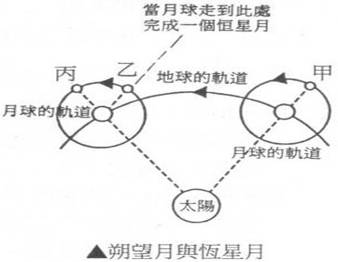 當月球走到此處
完成一個恒星月
丙
乙
地球的軌道
甲
月球的軌道
月球的軌道
太陽
▲朔望月與恆星月